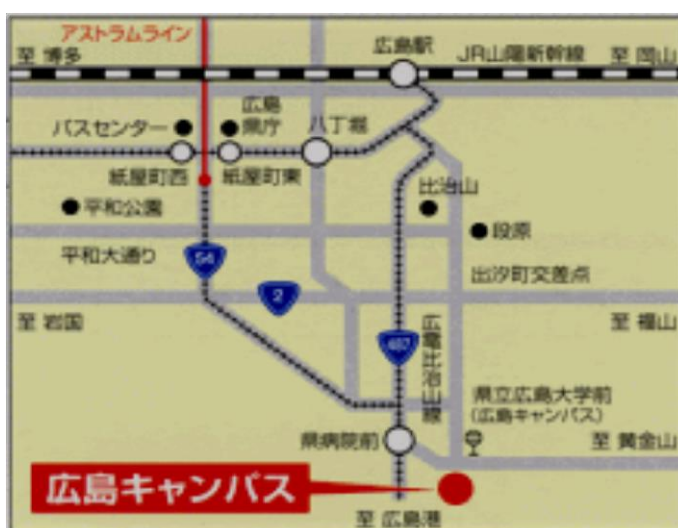 アストラムライン
至 博多
広島駅
JR山陽新幹線
至 岡山
バスセンター
広島
県庁
八丁堀
紙屋町西
紙屋町東
比治山
平和公園
段原
平和大通り
54
出汐町交差点
2
至 岩国
至 福山
487
広電比治山線
県立広島大学前
(広島キャンパス)
県病院前
至 黄金山
広島キャンパス
至 広島港